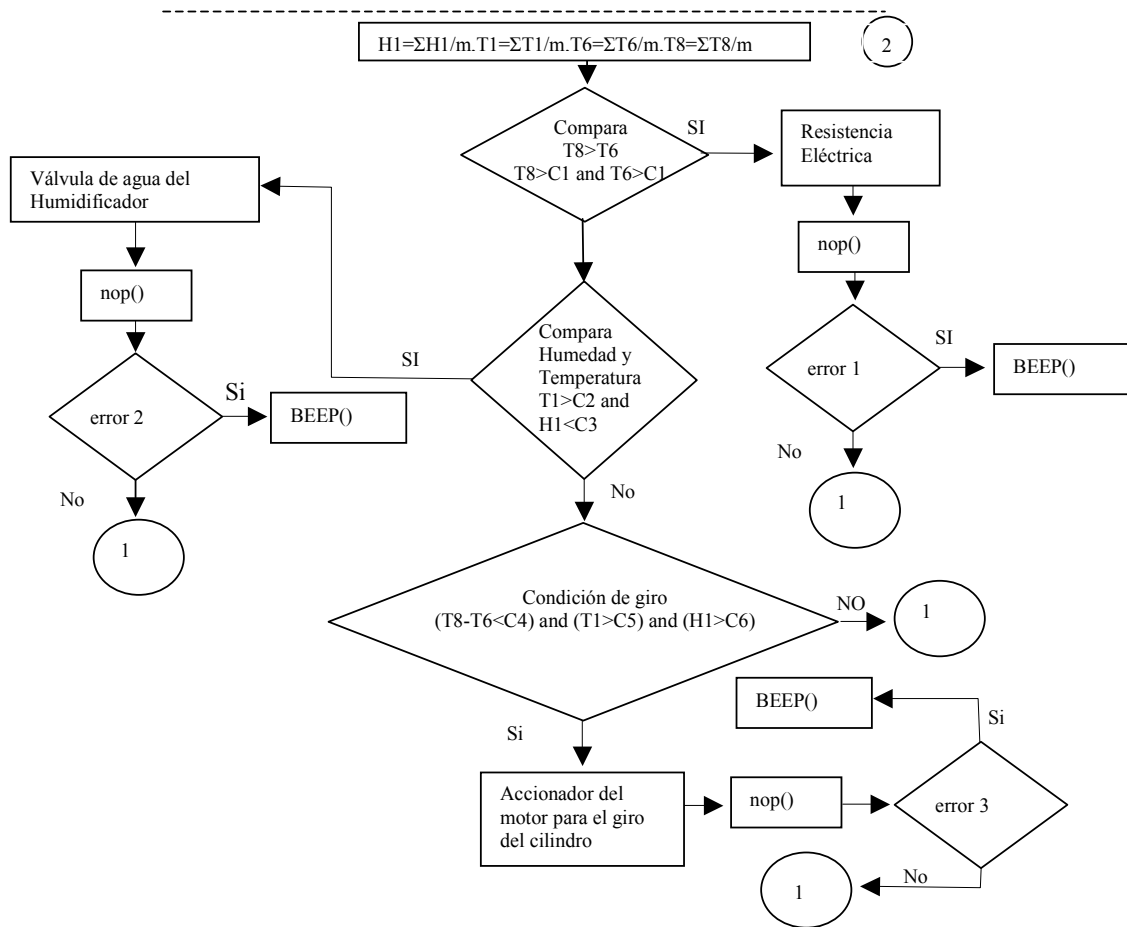 2
H1=ΣH1/m.T1=ΣT1/m.T6=ΣT6/m.T8=ΣT8/m
Compara
T8>T6
T8>C1 and T6>C1
SI
Resistencia
Eléctrica
nop()
error 1
SI
BEEP()
No
1
Válvula de agua del
Humidificador
nop()
error 2
Si
BEEP()
No
1
Compara
Humedad y
Temperatura
T1>C2 and
H1<C3
SI
No
Condición de giro
(T8-T6<C4) and (T1>C5) and (H1>C6)
NO
1
Si
Accionador del
motor para el giro
del cilindro
nop()
error 3
Si
BEEP()
No
1